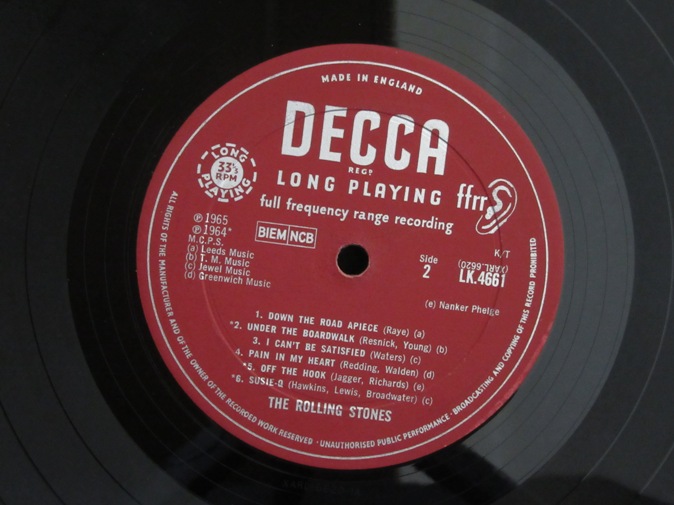 MADE IN ENGLAND
DECCA
REGD
LONG PLAYING
ffrr
full frequency range recording
LONG
33⅓
RPM
PLAYING
℗1965
℗1964*
M.C.P.S.
(a) Leeds Music
(b) T. M. Music
(c) Jewel Music
(d) Greenwich Music
BIEM NCB
Side
2
K/T
(XARL.6620)
LK.4661
(e) Nanker Phelge
1. DOWN THE ROAD APIECE (Raye) (a)
*2. UNDER THE BOARDWALK (Resnick, Young) (b)
3. I CAN'T BE SATISFIED (Waters) (c)
4. PAIN IN MY HEART (Redding, Walden) (d)
*5. OFF THE HOOK (Jagger, Richards) (e)
*6. SUSIE-Q (Hawkins, Lewis, Broadwater) (c)
THE ROLLING STONES
ALL RIGHTS OF THE MANUFACTURER AND OF THE OWNER OF THE RECORDED WORK RESERVED · UNAUTHORISED PUBLIC PERFORMANCE · BROADCASTING AND COPYING OF THIS RECORD PROHIBITED